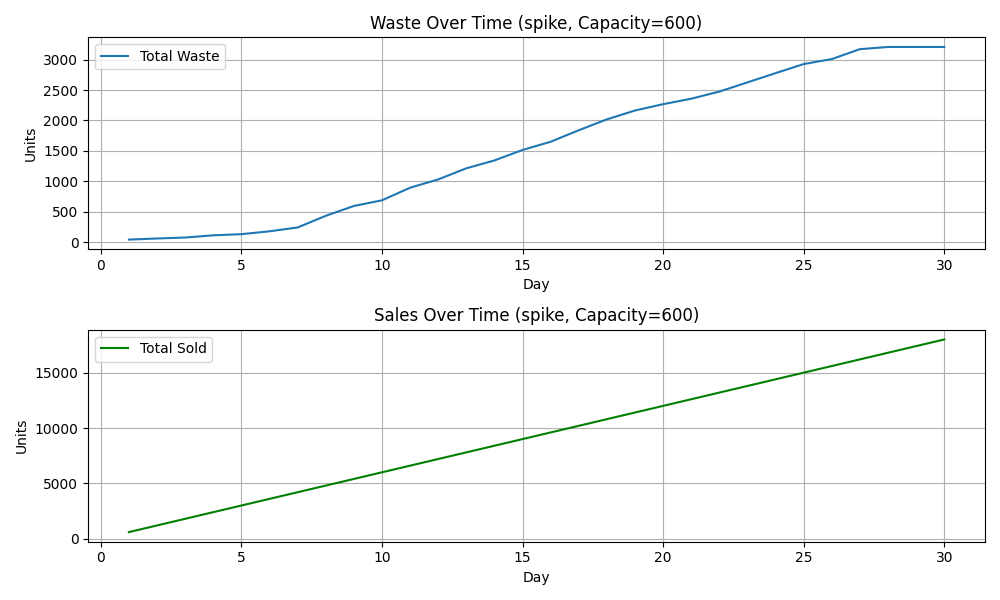 Waste Over Time (spike, Capacity=600)
Total Waste
Units
3000
2500
2000
1500
1000
500
0
0 5 10 15 20 25 30
Day
Sales Over Time (spike, Capacity=600)
Total Sold
Units
15000
10000
5000
0
0 5 10 15 20 25 30
Day